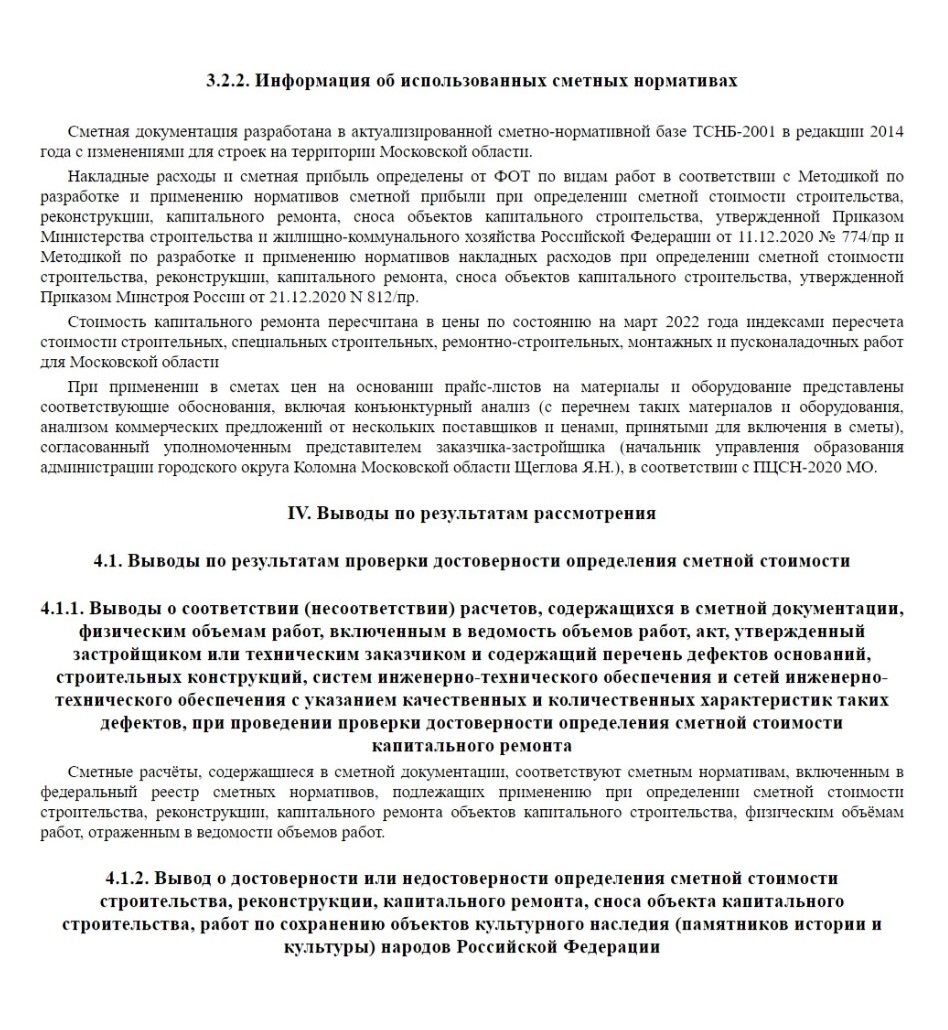 3.2.2. Информация об использованных сметных нормативах
Сметная документация разработана в актуализированной сметно-нормативной базе ТСНБ-2001 в редакции 2014
года с изменениями для строек на территории Московской области.
Накладные расходы и сметная прибыль определены от ФОТ по видам работ в соответствии с Методикой по
разработке и применению нормативов сметной прибыли при определении сметной стоимости строительства,
реконструкции, капитального ремонта, сноса объектов капитального строительства, утвержденной Приказом
Министерства строительства и жилищно-коммунального хозяйства Российской Федерации от 11.12.2020 № 774/пр и
Методикой по разработке и применению нормативов накладных расходов при определении сметной стоимости
строительства, реконструкции, капитального ремонта, сноса объектов капитального строительства, утвержденной
Приказом Минстроя России от 21.12.2020 N 812/пр.
Стоимость капитального ремонта пересчитана в цены по состоянию на март 2022 года индексами пересчета
стоимости строительных, специальных строительных, ремонтно-строительных, монтажных и пусконаладочных работ
для Московской области
При применении в сметах цен на основании прайс-листов на материалы и оборудование представлены
соответствующие обоснования, включая конъюнктурный анализ (с перечнем таких материалов и оборудования,
анализом коммерческих предложений от нескольких поставщиков и ценами, принятыми для включения в сметы),
согласованный уполномоченным представителем заказчика-застройщика (начальник управления образования
администрации городского округа Коломна Московской области Щеглова Я.Н.), в соответствии с ПЦСН-2020 МО.
IV. Выводы по результатам рассмотрения
4.1. Выводы по результатам проверки достоверности определения сметной стоимости
4.1.1. Выводы о соответствии (несоответствии) расчетов, содержащихся в сметной документации,
физическим объемам работ, включенным в ведомость объемов работ, акт, утвержденный
застройщиком или техническим заказчиком и содержащий перечень дефектов оснований,
строительных конструкций, систем инженерно-технического обеспечения и сетей инженерно-
технического обеспечения с указанием качественных и количественных характеристик таких
дефектов, при проведении проверки достоверности определения сметной стоимости
капитального ремонта
Сметные расчёты, содержащиеся в сметной документации, соответствуют сметным нормативам, включенным в
федеральный реестр сметных нормативов, подлежащих применению при определении сметной стоимости
строительства, реконструкции, капитального ремонта объектов капитального строительства, физическим объёмам
работ, отраженным в ведомости объемов работ.
4.1.2. Вывод о достоверности или недостоверности определения сметной стоимости
строительства, реконструкции, капитального ремонта, сноса объекта капитального
строительства, работ по сохранению объектов культурного наследия (памятников истории и
культуры) народов Российской Федерации